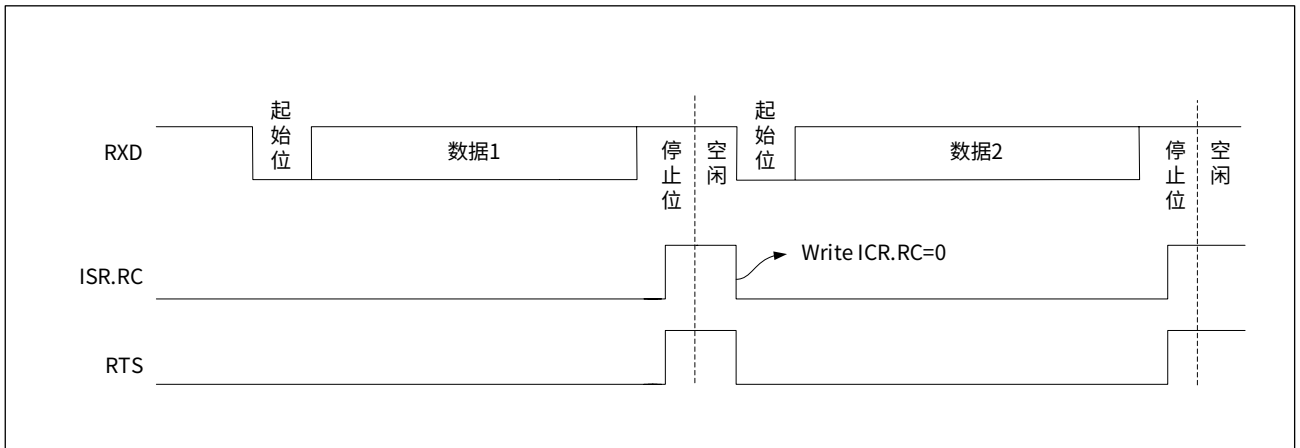 RXD
起始位
数据1
停止位
空闲
起始位
数据2
停止位
空闲
ISR.RC
Write ICR.RC=0
RTS